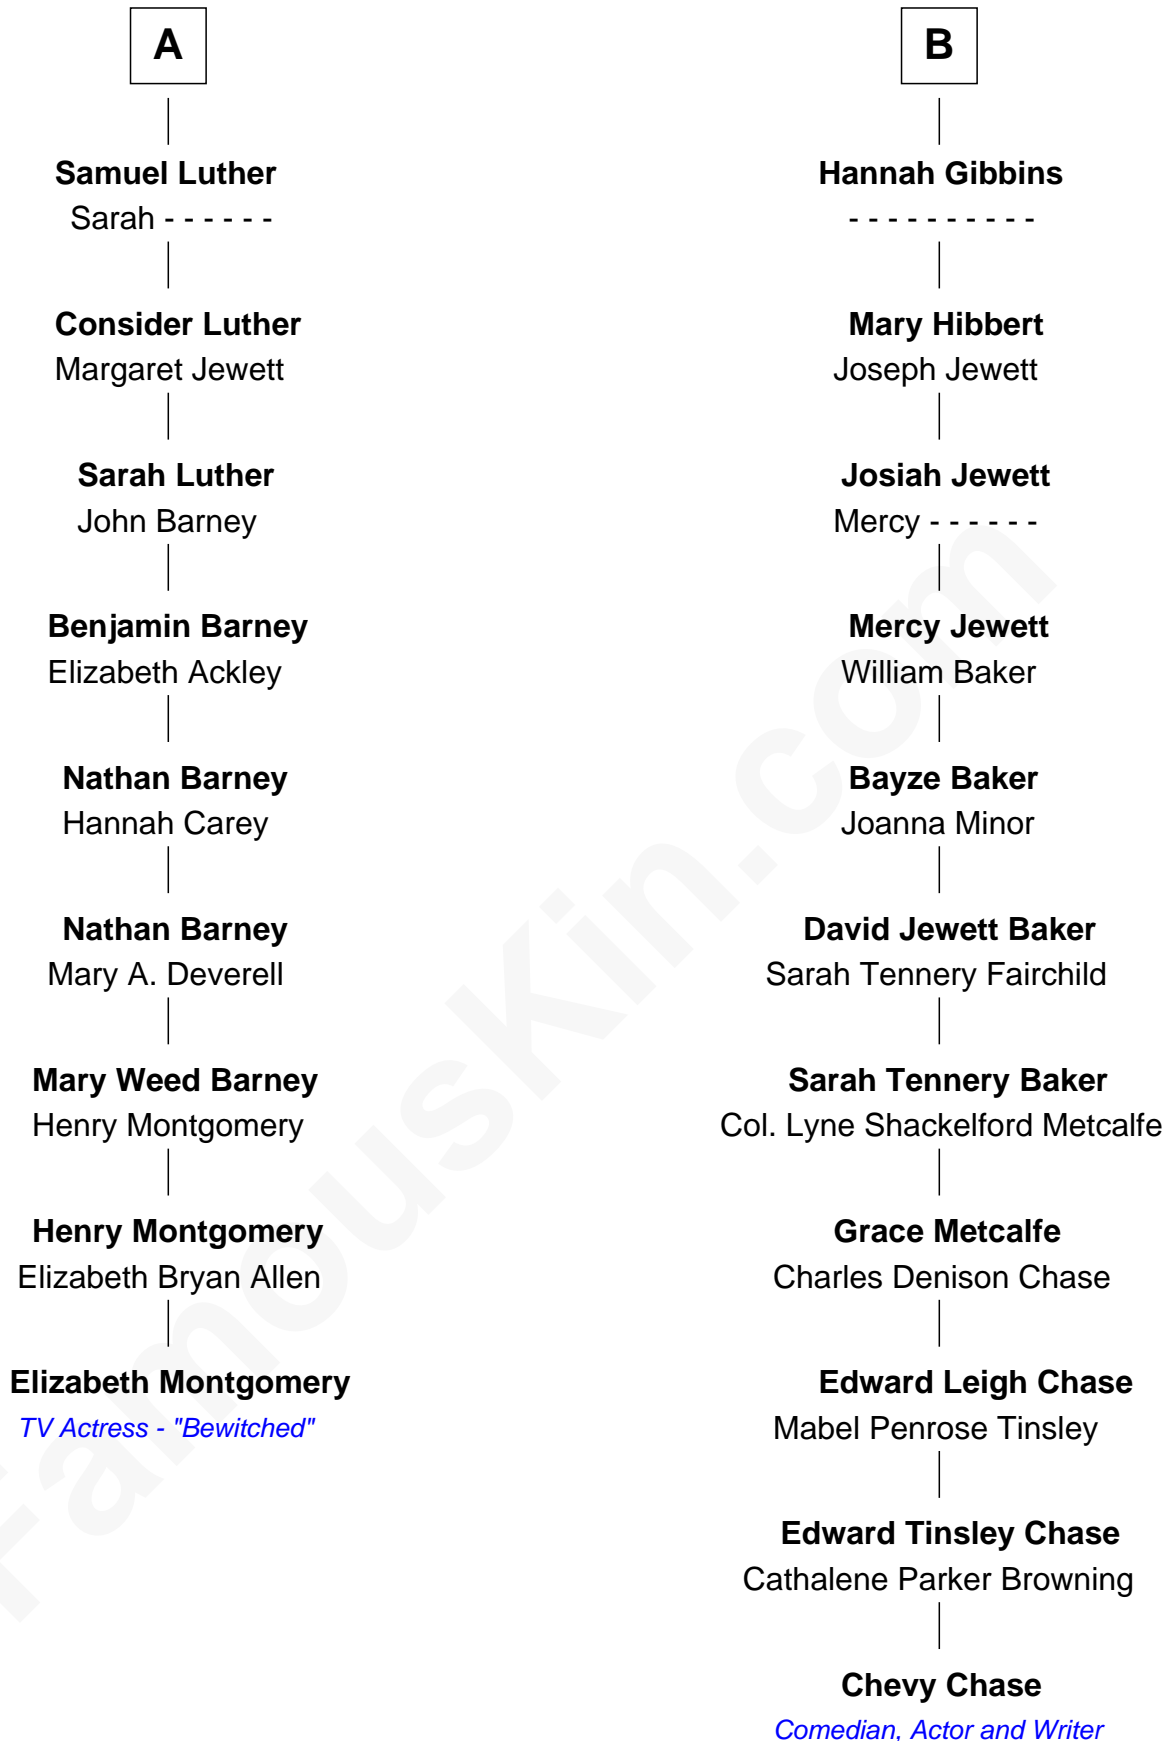 A
Samuel Luther
Sarah - - - - - -
Consider Luther
Margaret Jewett
Sarah Luther
John Barney
Benjamin Barney
Elizabeth Ackley
Nathan Barney
Hannah Carey
Nathan Barney
Mary A. Deverell
Mary Weed Barney
Henry Montgomery
Henry Montgomery
Elizabeth Bryan Allen
Elizabeth Montgomery
TV Actress - "Bewitched"
B
Hannah Gibbins
- - - - - - - - - -
Mary Hibbert
Joseph Jewett
Josiah Jewett
Mercy - - - - - -
Mercy Jewett
William Baker
Bayze Baker
Joanna Minor
David Jewett Baker
Sarah Tennery Fairchild
Sarah Tennery Baker
Col. Lyne Shackelford Metcalfe
Grace Metcalfe
Charles Denison Chase
Edward Leigh Chase
Mabel Penrose Tinsley
Edward Tinsley Chase
Cathalene Parker Browning
Chevy Chase
Comedian, Actor and Writer
FamousKin.com